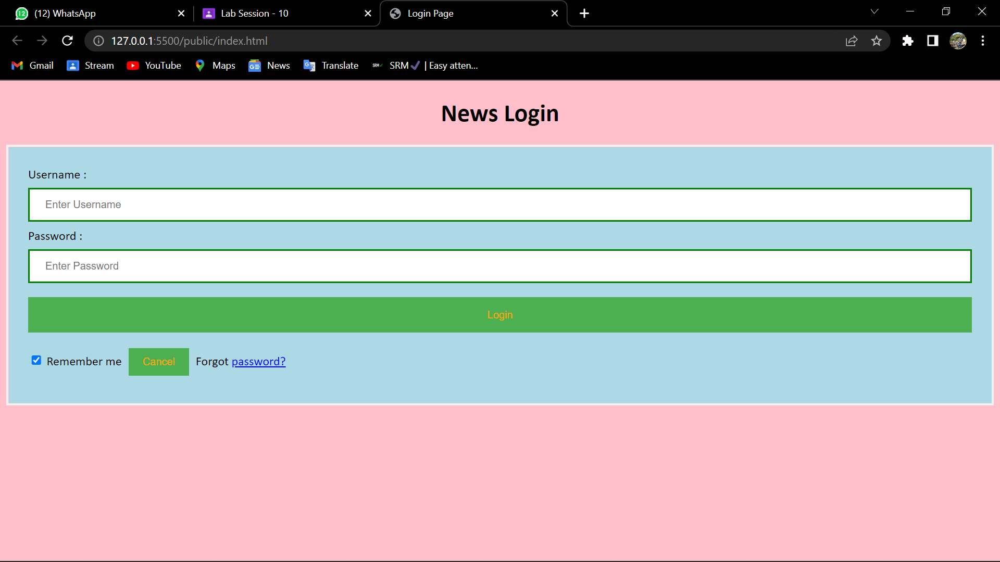 12 (12) WhatsApp
Lab Session - 10
Login Page
127.0.0.1:5500/public/index.html
Gmail
Stream
YouTube
Maps
News
Translate
SRM SRM✔ | Easy atten...
News Login
Username :
Enter Username
Password :
Enter Password
Login
Remember me Cancel Forgot password?